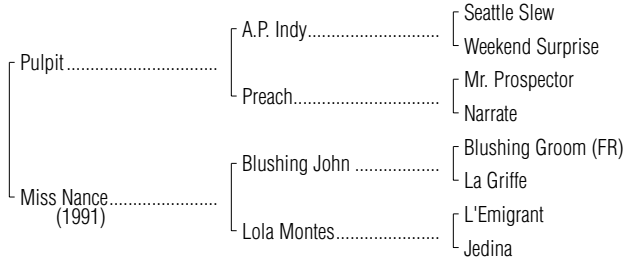 Seattle Slew
A.P. Indy..............................
Weekend Surprise
Pulpit..................................
Mr. Prospector
Preach.................................
Narrate
Blushing Groom (FR)
Blushing John ...................
La Griffe
Miss Nance.........................
(1991)
L'Emigrant
Lola Montes.......................
Jedina